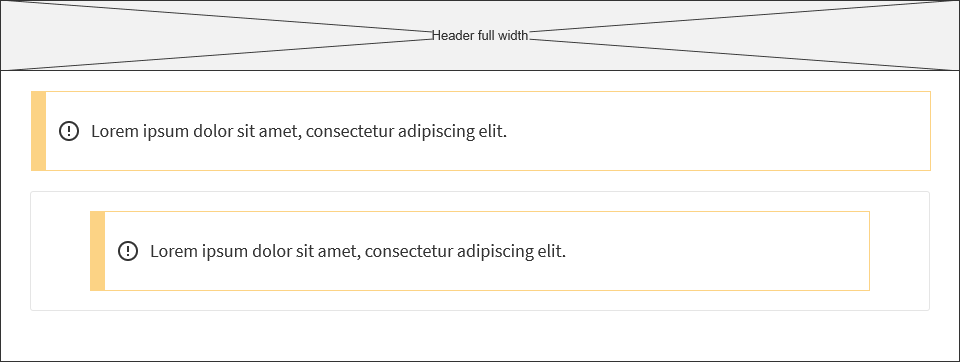 Header full width
Lorem ipsum dolor sit amet, consectetur adipiscing elit.
Lorem ipsum dolor sit amet, consectetur adipiscing elit.